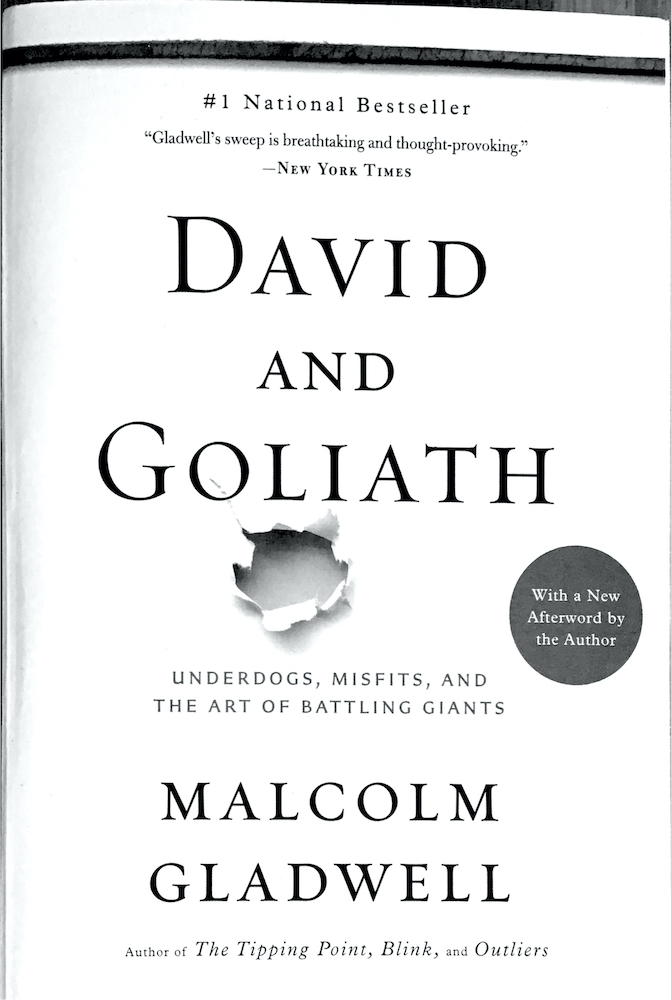 #1 National Bestseller
“Gladwell’s sweep is breathtaking and thought-provoking.”
—New York Times
DAVID
AND
GOLIATH
With a New
Afterword by
the Author
UNDERDOGS, MISFITS, AND
THE ART OF BATTLING GIANTS
MALCOLM
GLADWELL
Author of The Tipping Point, Blink, and Outliers